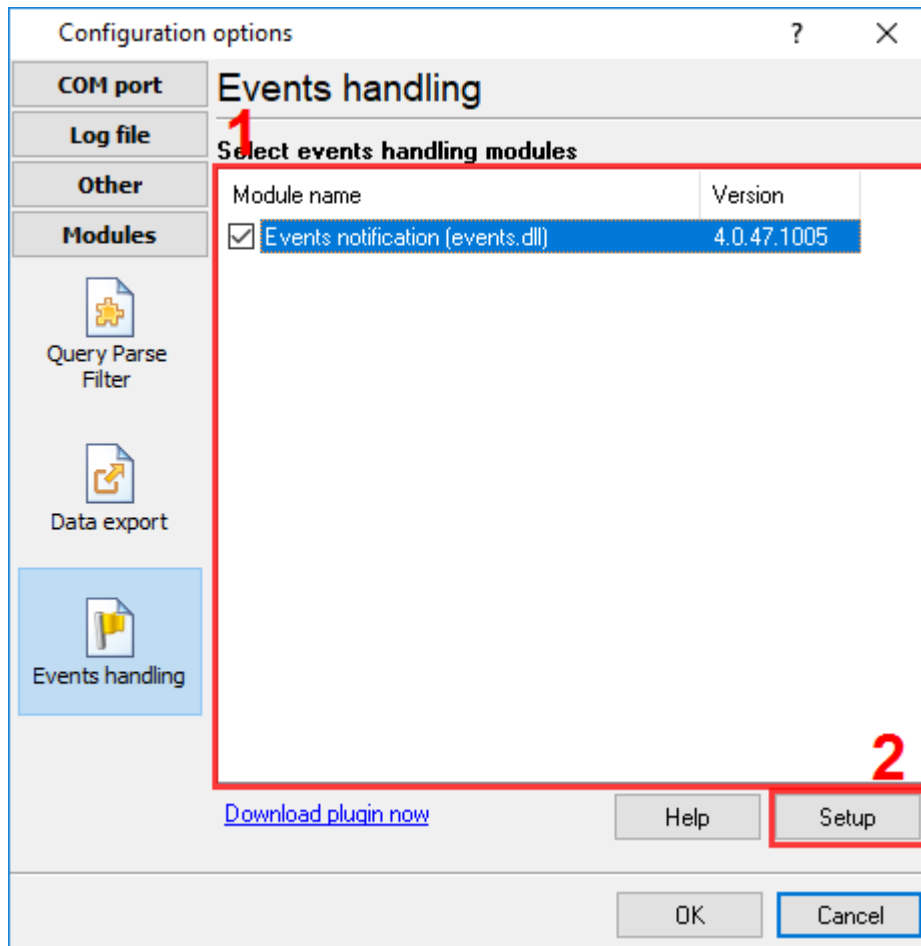 Configuration options
?
COM port
Log file
Other
Modules
Query Parse
Filter
Data export
Events handling
Events handling
1
Select events handling modules
Module name Version
Events notification (events.dll) 4.0.47.1005
2
Download plugin now
Help
Setup
OK
Cancel